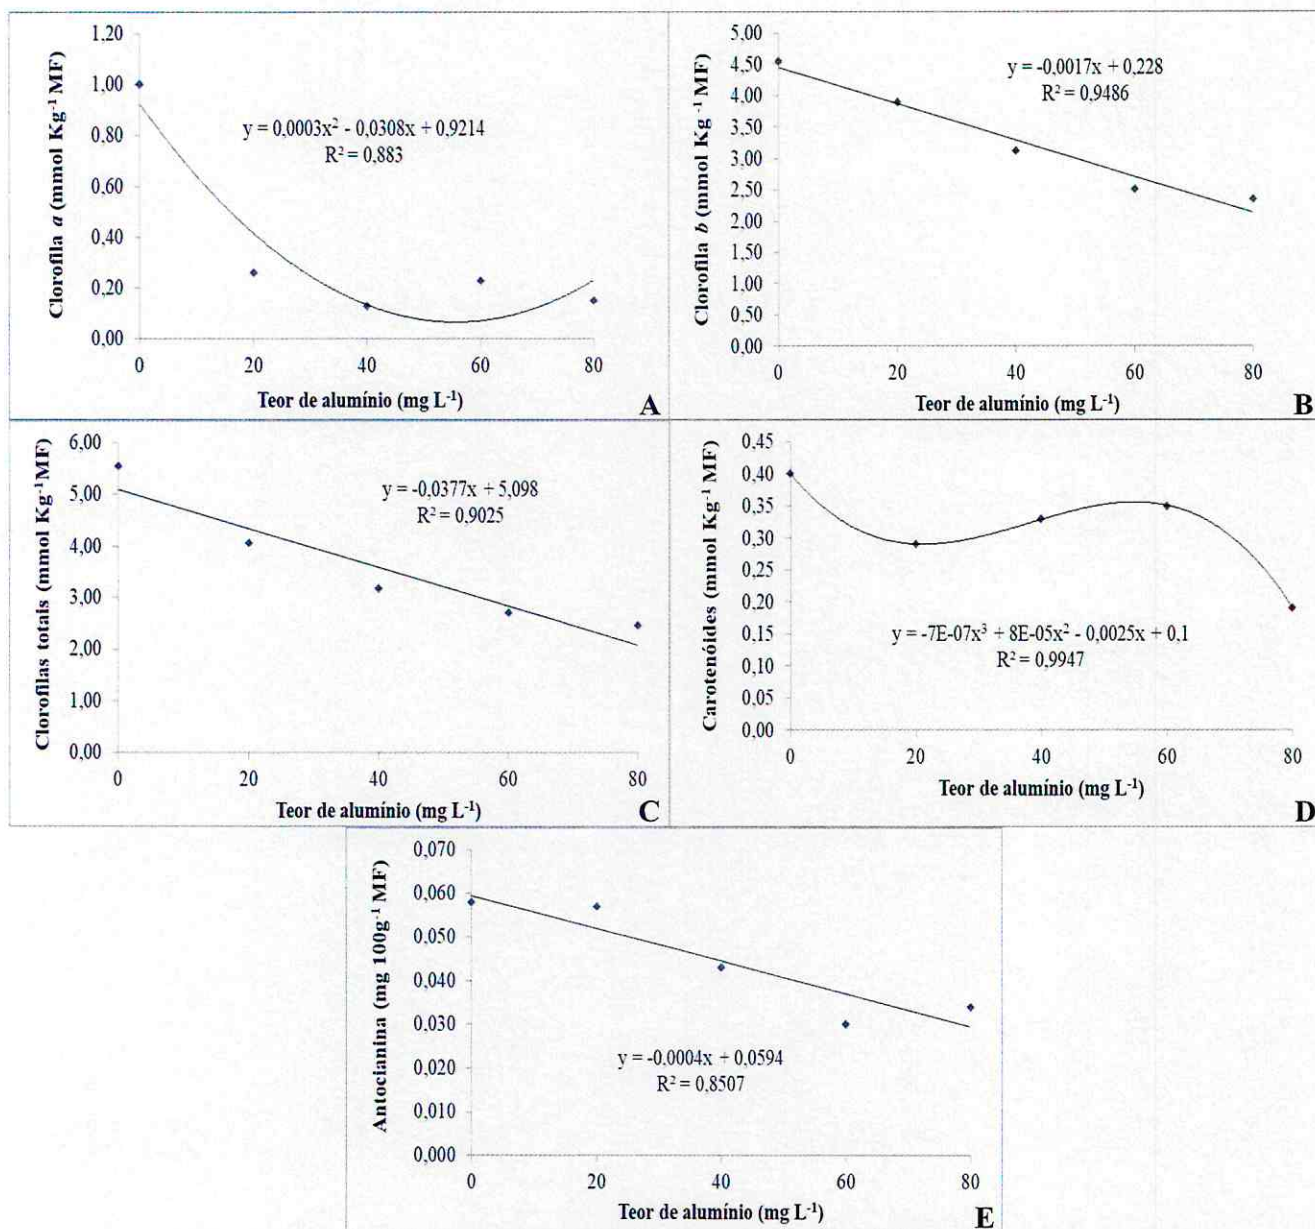 1,20
1,00
0,80
0,60
0,40
0,20
0,00
Clorofila a (mmol Kg⁻¹ MF)
y = 0,0003x² - 0,0308x + 0,9214
R² = 0,883
0 20 40 60 80
Teor de alumínio (mg L⁻¹)
A
5,00
4,50
4,00
3,50
3,00
2,50
2,00
1,50
1,00
0,50
0,00
Clorofila b (mmol Kg⁻¹ MF)
y = -0,0017x + 0,228
R² = 0,9486
0 20 40 60 80
Teor de alumínio (mg L⁻¹)
B
6,00
5,00
4,00
3,00
2,00
1,00
0,00
Clorofilas totais (mmol Kg⁻¹MF)
y = -0,0377x + 5,098
R² = 0,9025
0 20 40 60 80
Teor de alumínio (mg L⁻¹)
C
0,45
0,40
0,35
0,30
0,25
0,20
0,15
0,10
0,05
0,00
Carotenóides (mmol Kg⁻¹ MF)
y = -7E-07x³ + 8E-05x² - 0,0025x + 0,1
R² = 0,9947
0 20 40 60 80
Teor de alumínio (mg L⁻¹)
D
0,070
0,060
0,050
0,040
0,030
0,020
0,010
0,000
Antocianina (mg 100g⁻¹ MF)
y = -0,0004x + 0,0594
R² = 0,8507
0 20 40 60 80
Teor de alumínio (mg L⁻¹)
E